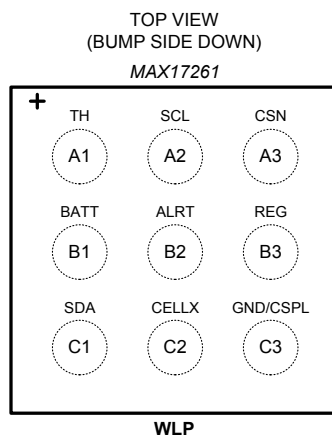 TOP VIEW
(BUMP SIDE DOWN)
MAX17261
+
TH SCL CSN
A1 A2 A3
BATT ALRT REG
B1 B2 B3
SDA CELLX GND/CSPL
C1 C2 C3
WLP